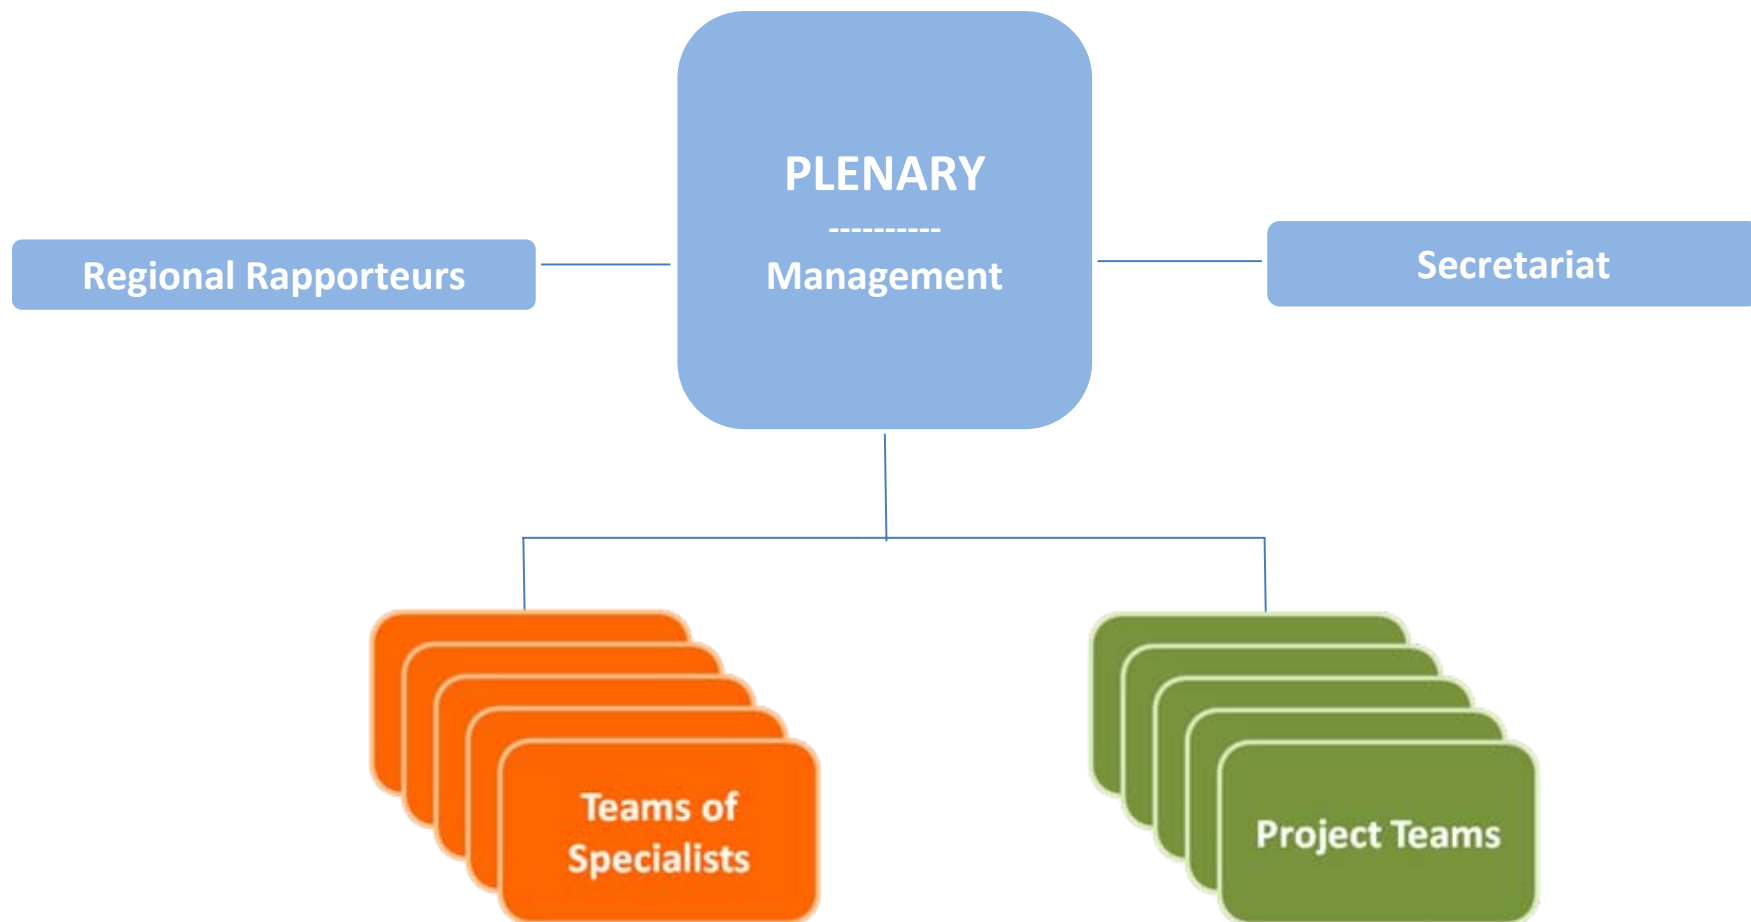 PLENARY
----------
Management
Regional Rapporteurs
Secretariat
Teams of
Specialists
Project Teams